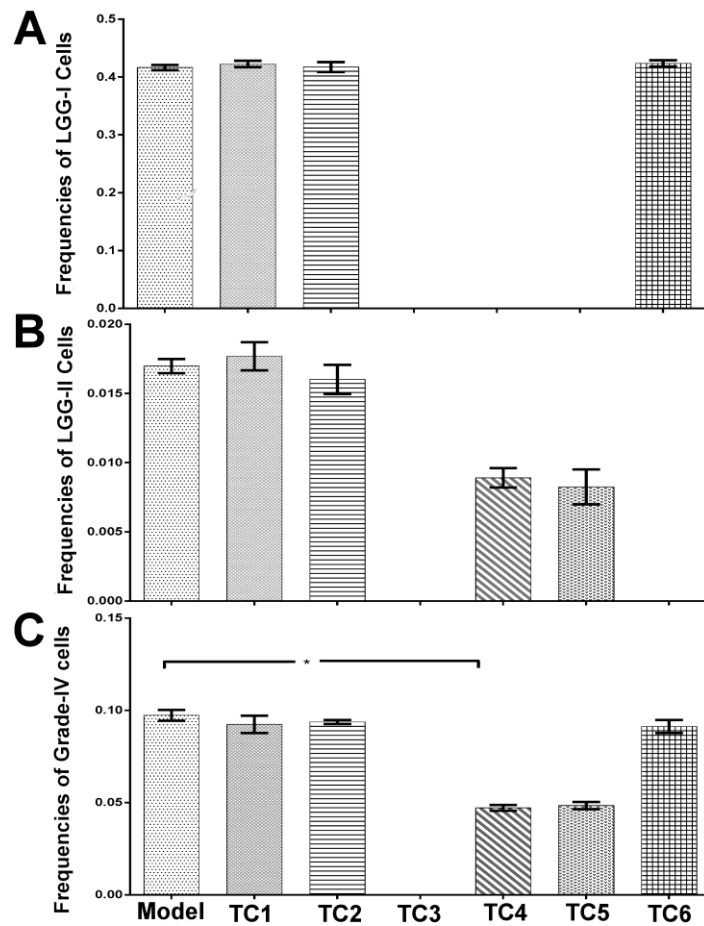 A
Frequencies of LGG-I Cells
0.5
0.4
0.2
0.1
0.0
B
Frequencies of LGG-II Cells
0.020
0.015
0.010
0.005
0.000
C
Frequencies of Grade-IV cells
0.15
0.10
0.05
0.00
*
Model TC1 TC2 TC3 TC4 TC5 TC6